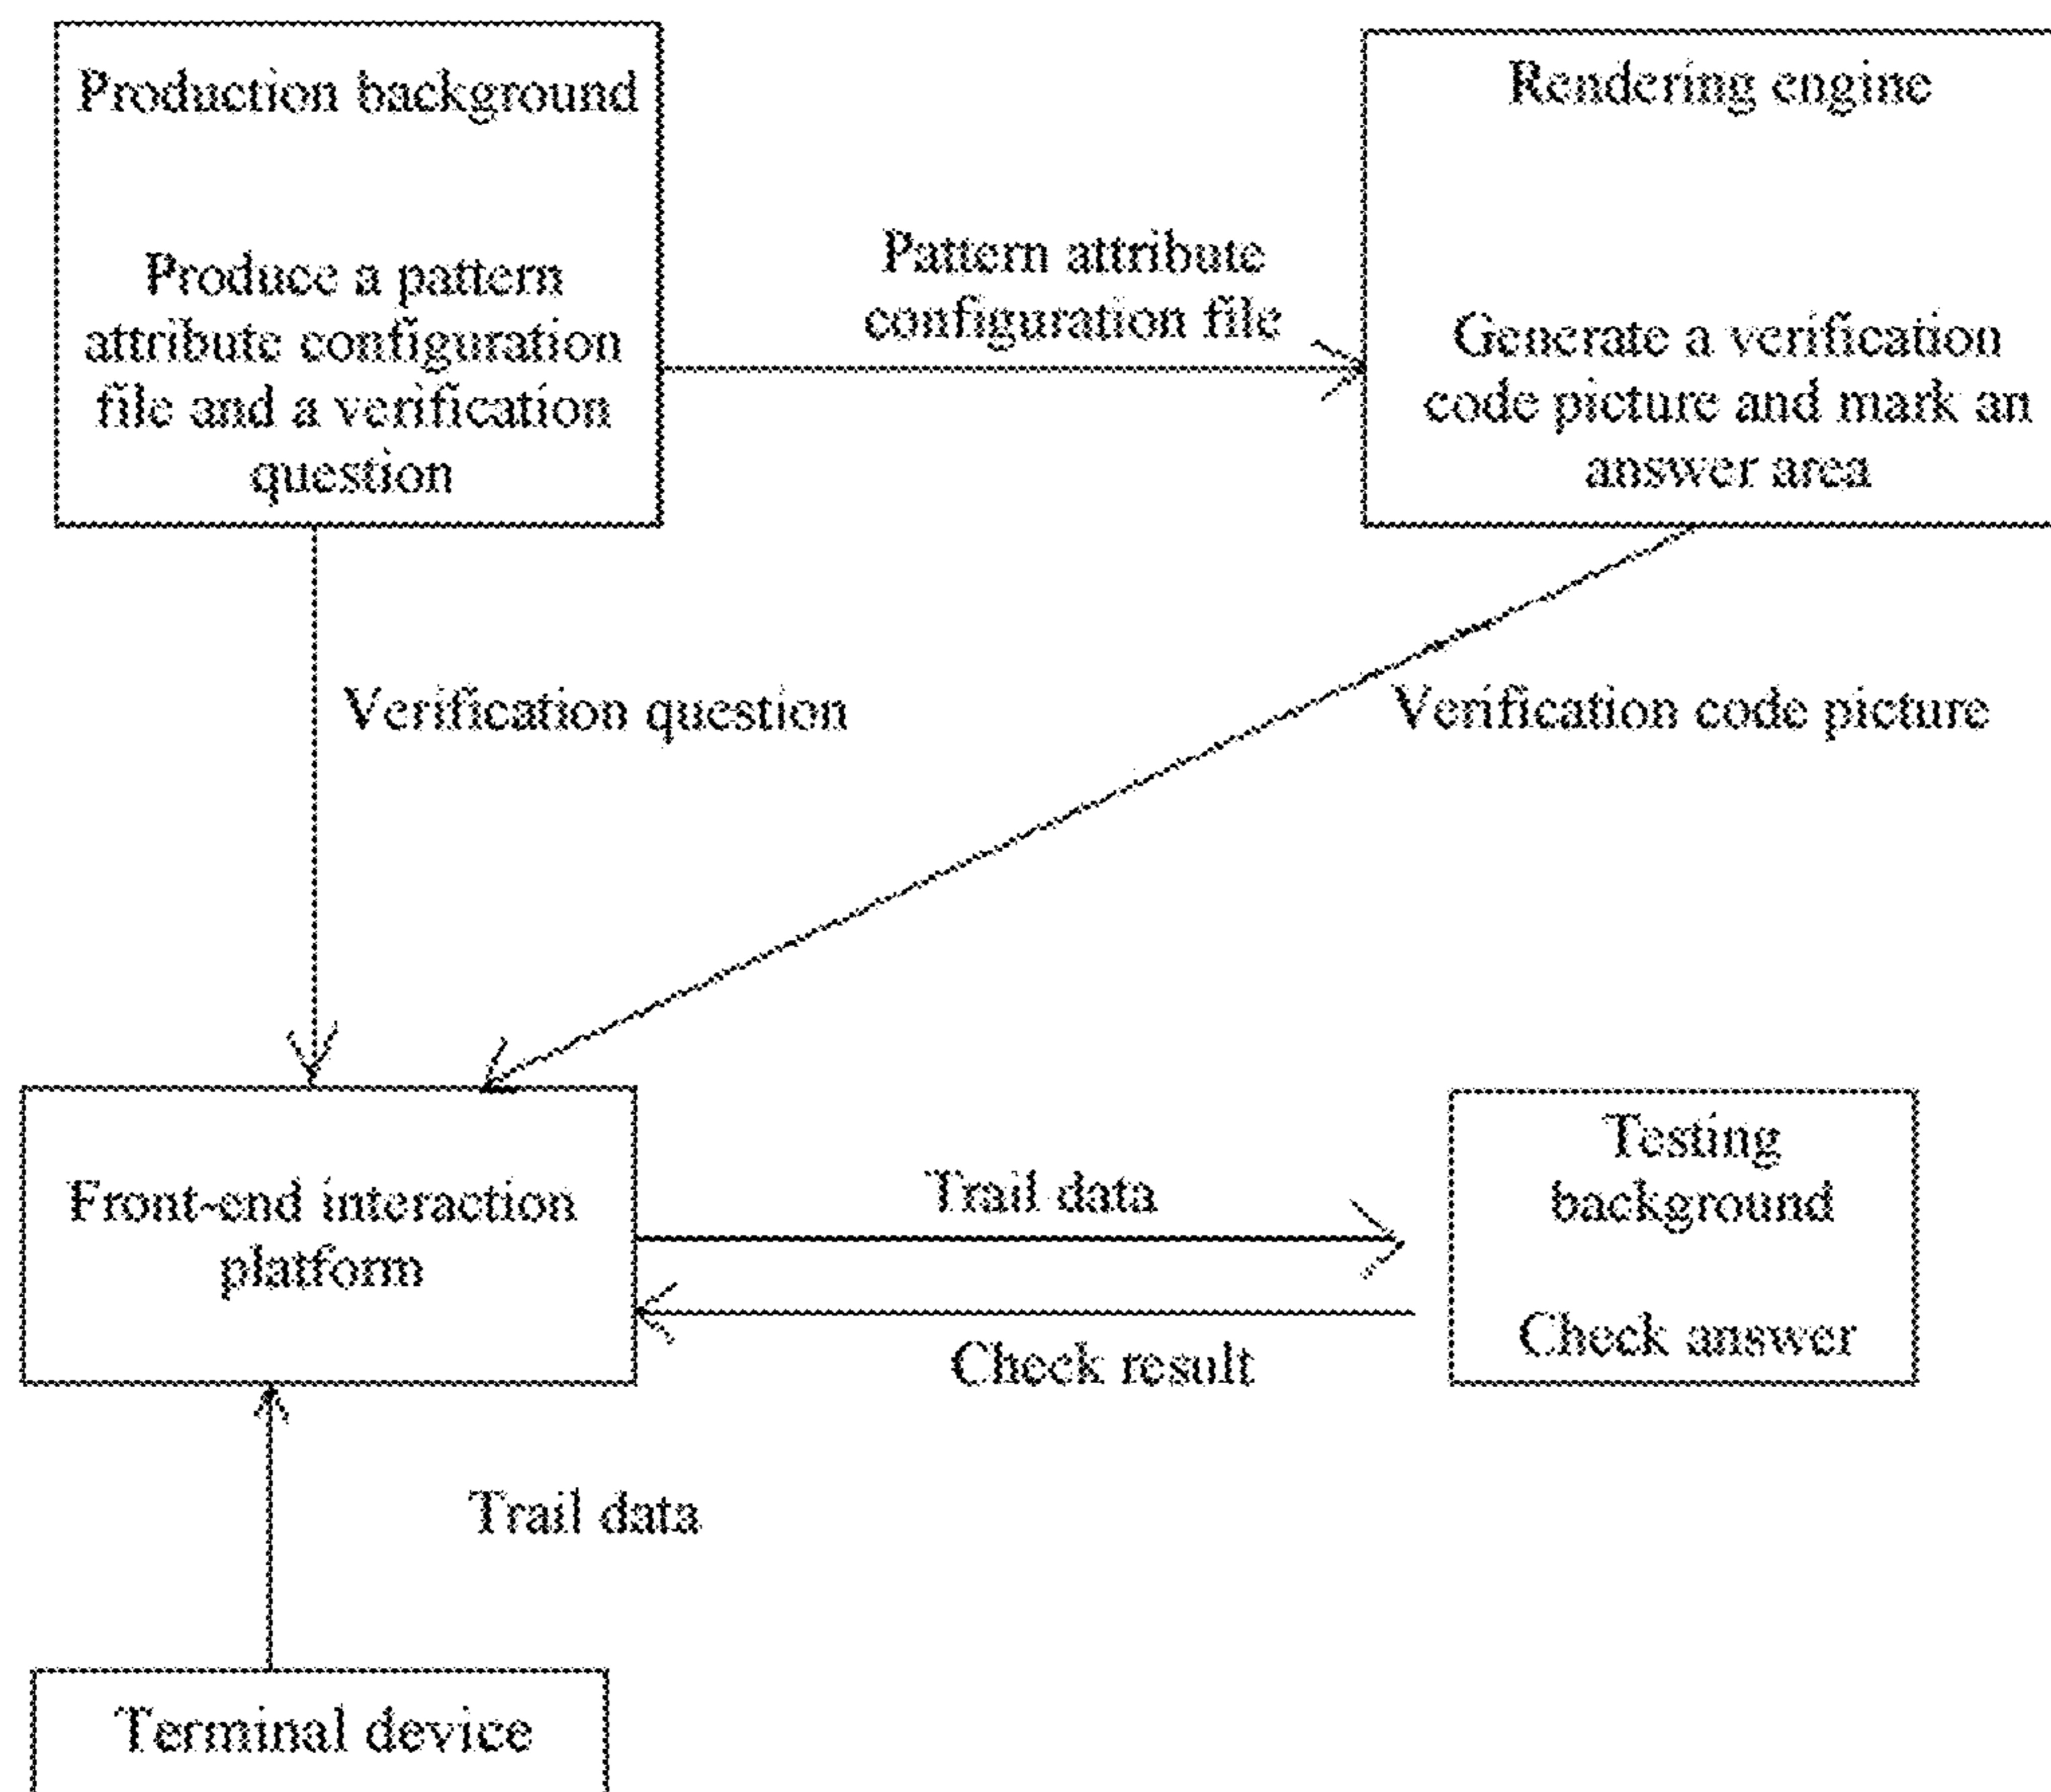 Production background
Produce a pattern
attribute configuration
file and a verification
question
Pattern attribute
configuration file
Rendering engine
Generate a verification
code picture and mark an
answer area
Verification question
Verification code picture
Front-end interaction
platform
Trail data
Check result
Testing
background
Check answer
Trail data
Terminal device